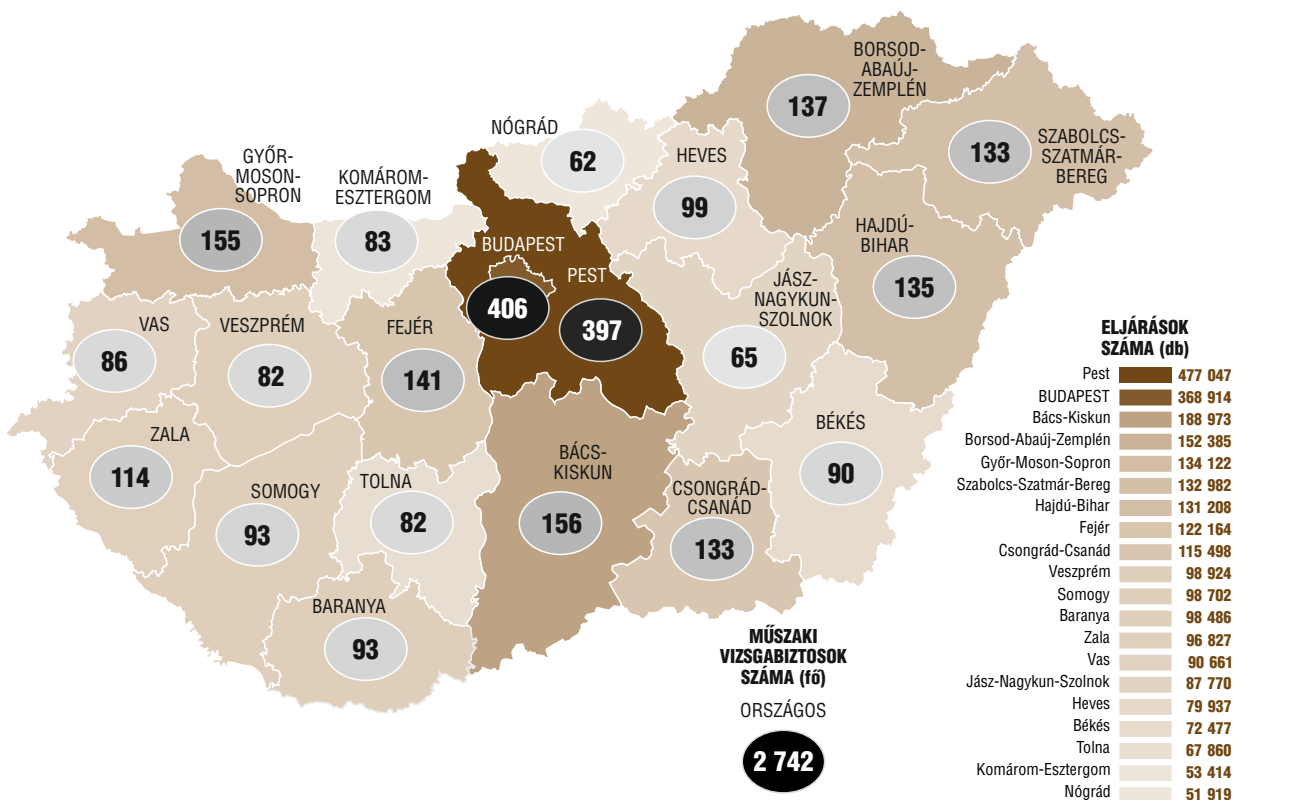 BORSOD-
ABAÚJ-
ZEMPLÉN
137
NÓGRÁD
62
HEVES
99
133
SZABOLCS-
SZATMÁR-
BEREG
GYŐR-
MOSON-
SOPRON
155
KOMÁROM-
ESZTERGOM
83
BUDAPEST
406
PEST
397
HAJDÚ-
BIHAR
135
JÁSZ-
NAGYKUN-
SZOLNOK
65
VAS
86
VESZPRÉM
82
FEJÉR
141
ZALA
114
SOMOGY
93
TOLNA
82
BÁCS-
KISKUN
156
CSONGRÁD-
CSANÁD
133
BÉKÉS
90
BARANYA
93
MŰSZAKI
VIZSGABIZTOSOK
SZÁMA (fő)
ORSZÁGOS
2 742
ELJÁRÁSOK
SZÁMA (db)
Pest 477 047
BUDAPEST 368 914
Bács-Kiskun 188 973
Borsod-Abaúj-Zemplén 152 385
Győr-Moson-Sopron 134 122
Szabolcs-Szatmár-Bereg 132 982
Hajdú-Bihar 131 208
Fejér 122 164
Csongrád-Csanád 115 498
Veszprém 98 924
Somogy 98 702
Baranya 98 486
Zala 96 827
Vas 90 661
Jász-Nagykun-Szolnok 87 770
Heves 79 937
Békés 72 477
Tolna 67 860
Komárom-Esztergom 53 414
Nógrád 51 919